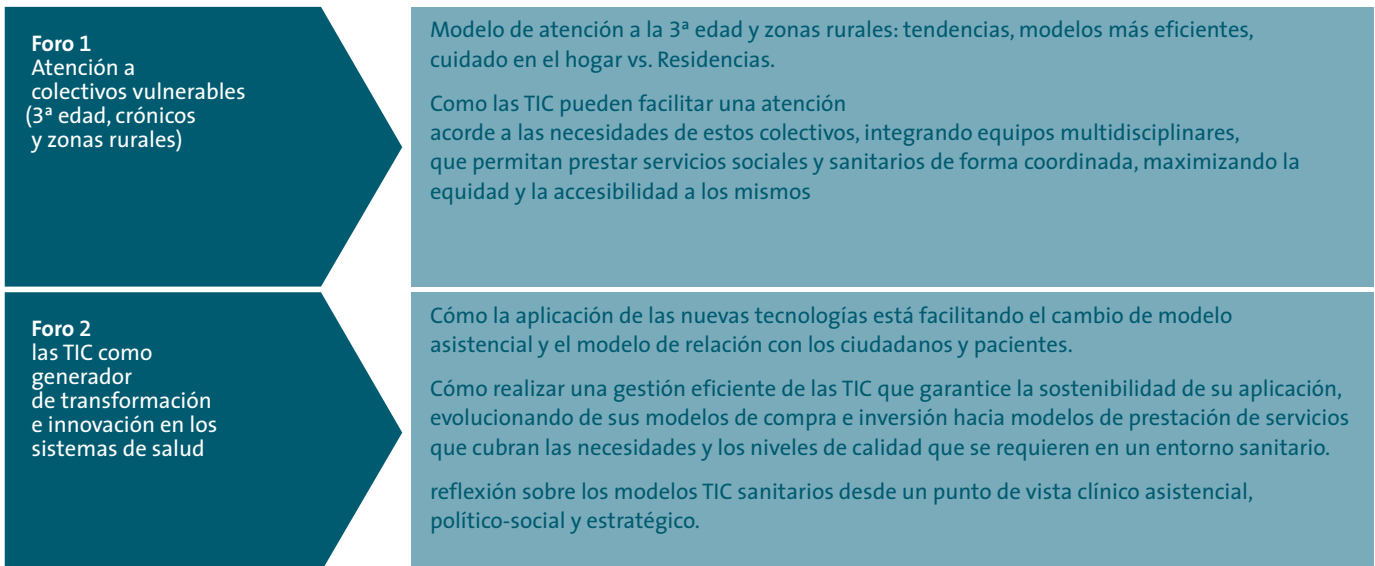 Foro 1
Atención a
colectivos vulnerables
(3ª edad, crónicos
y zonas rurales)
Modelo de atención a la 3ª edad y zonas rurales: tendencias, modelos más eficientes,
cuidado en el hogar vs. Residencias.
Como las TIC pueden facilitar una atención
acorde a las necesidades de estos colectivos, integrando equipos multidisciplinares,
que permitan prestar servicios sociales y sanitarios de forma coordinada, maximizando la
equidad y la accesibilidad a los mismos
Foro 2
las TIC como
generador
de transformación
e innovación en los
sistemas de salud
Cómo la aplicación de las nuevas tecnologías está facilitando el cambio de modelo
asistencial y el modelo de relación con los ciudadanos y pacientes.
Cómo realizar una gestión eficiente de las TIC que garantice la sostenibilidad de su aplicación,
evolucionando de sus modelos de compra e inversión hacia modelos de prestación de servicios
que cubran las necesidades y los niveles de calidad que se requieren en un entorno sanitario.
reflexión sobre los modelos TIC sanitarios desde un punto de vista clínico asistencial,
político-social y estratégico.